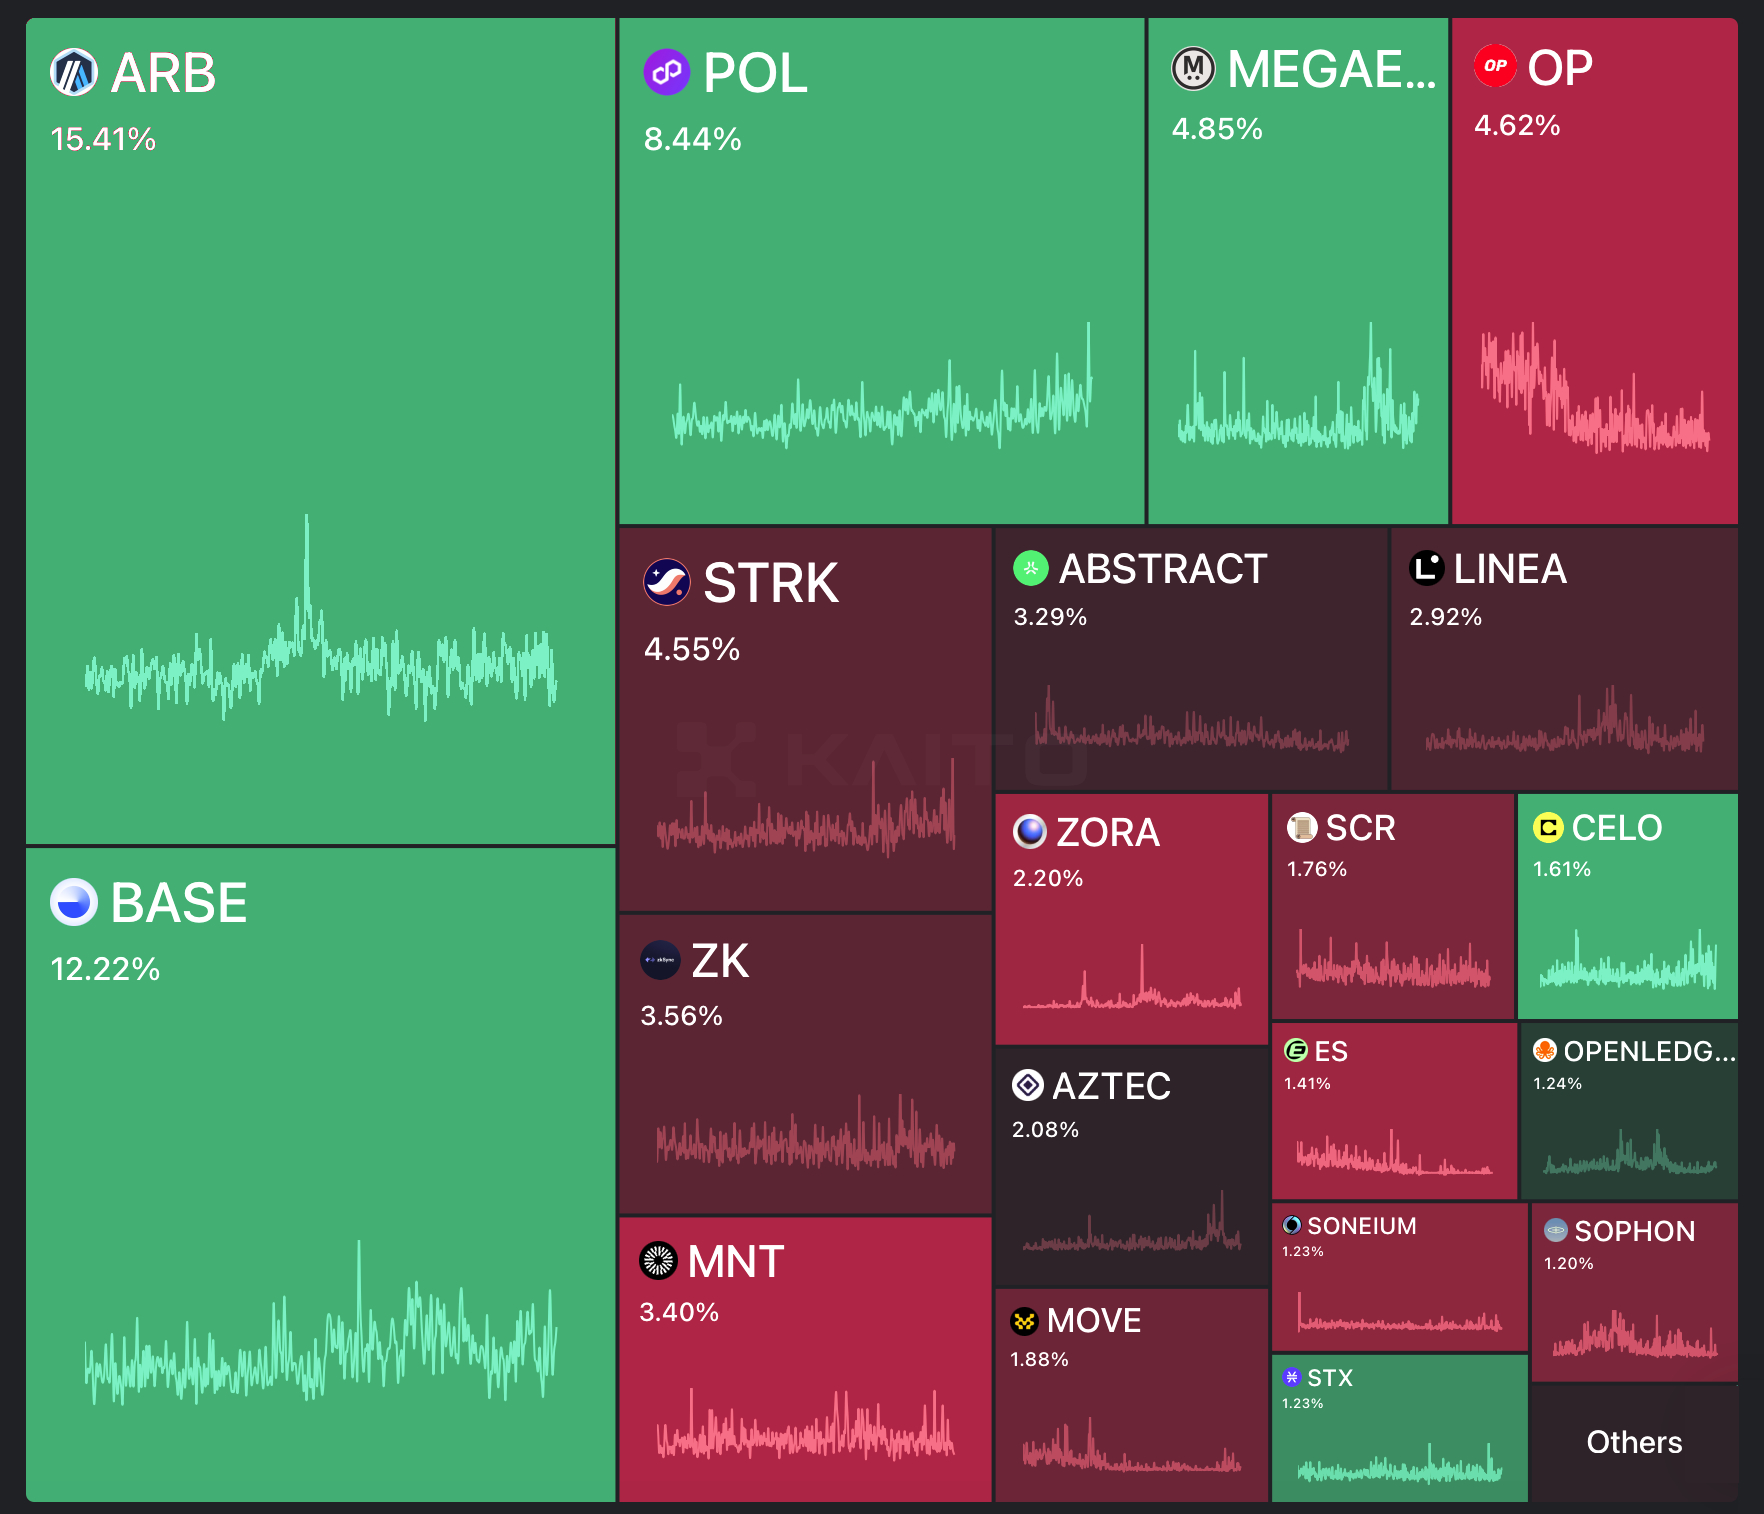 ARB
15.41%
POL
8.44%
M
MEGAE...
4.85%
OP
OP
4.62%
STRK
4.55%
ABSTRACT
3.29%
LINEA
2.92%
KAITO
BASE
12.22%
ZK
zkSync
3.56%
ZORA
2.20%
SCR
1.76%
CELO
1.61%
ES
1.41%
OPENLEDG...
1.24%
AZTEC
2.08%
MNT
3.40%
SONEIUM
1.23%
SOPHON
1.20%
MOVE
1.88%
STX
1.23%
Others